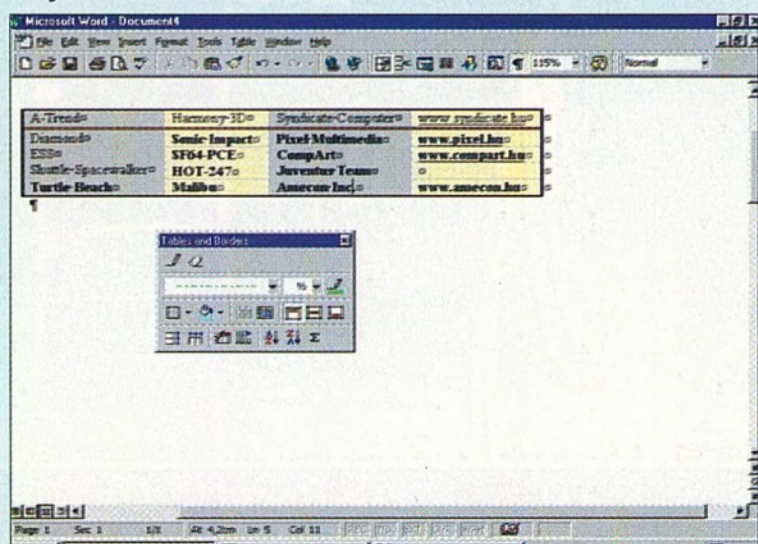 Microsoft Word - Document4
File Edit View Insert Format Tools Table Window Help
115% Normal
A-Trend Harmony 3D Syndicate Computer www.syndicate.hu
Diamond Sonic Impact Pixel Multimedia www.pixel.hu
ESS SF64-PCE CompArt www.compart.hu
Shuttle-Spacewalker HOT-247 Juventer Team
Turtle Beach Malibu Amecon Inc. www.amecon.hu
¶
Tables and Borders
Page 1 Sec 1 1/1 At 4,2cm Ln 5 Col 11